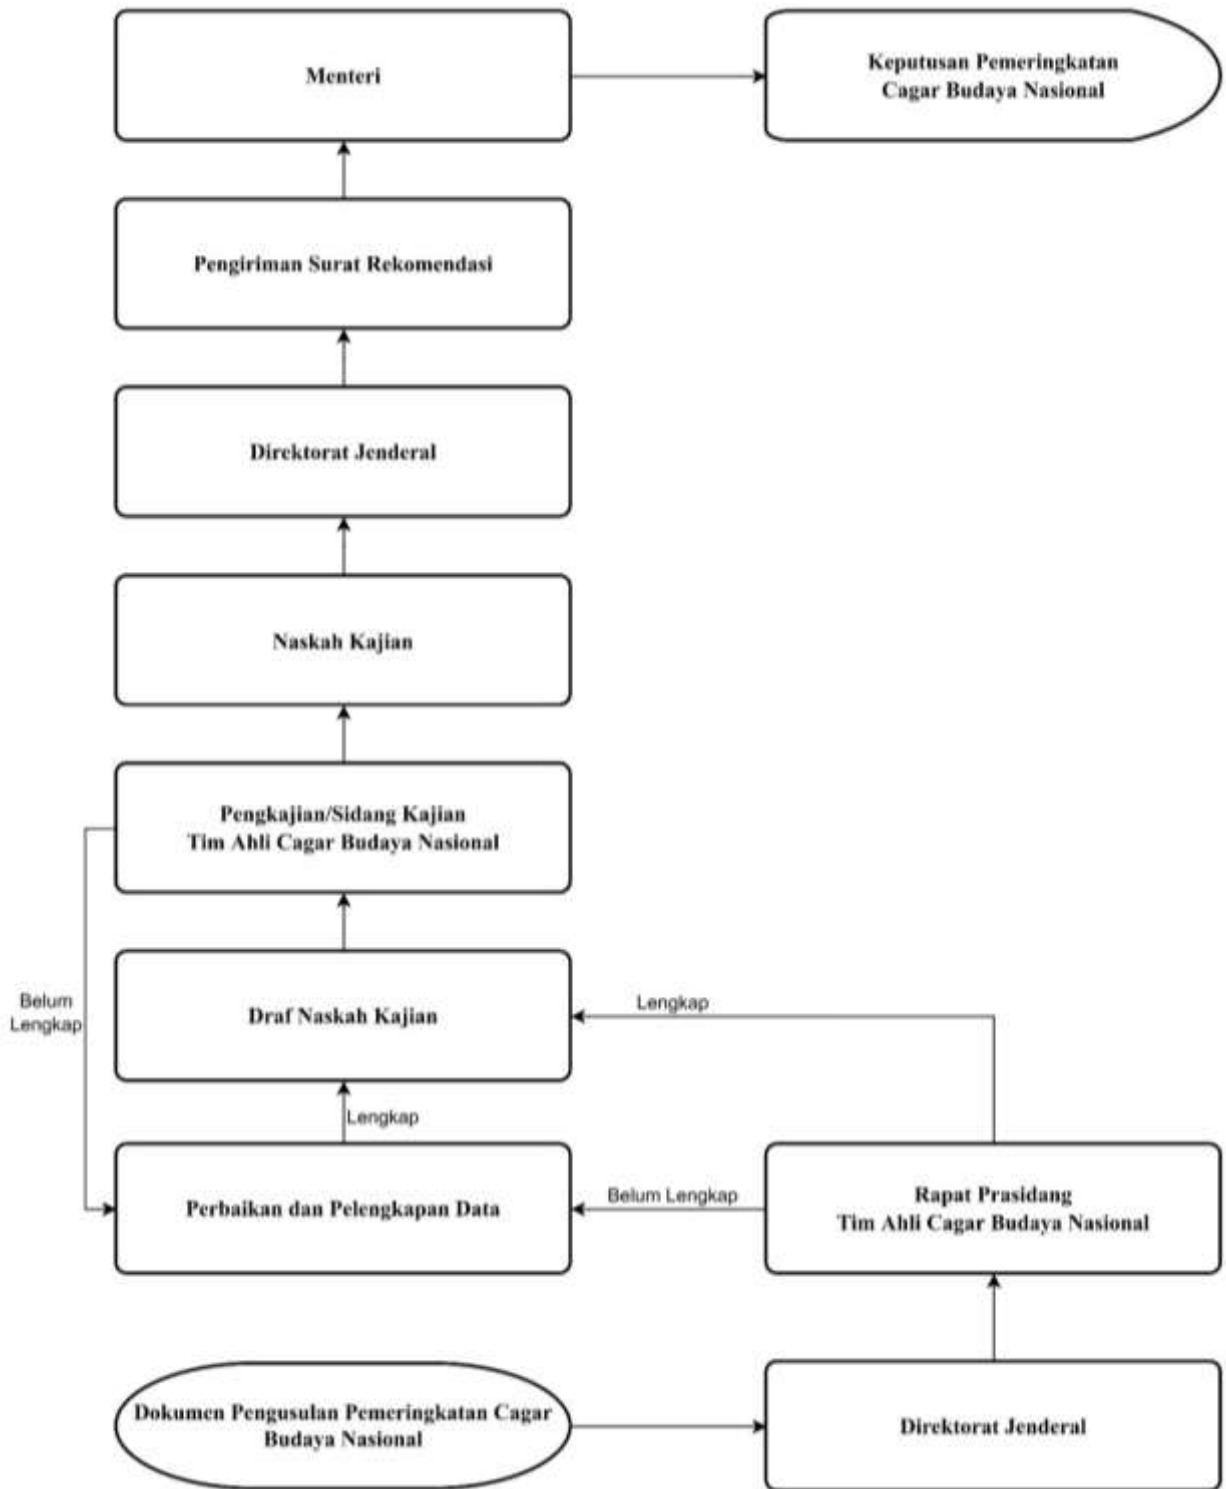 Menteri
Keputusan Pemeringkatan
Cagar Budaya Nasional
Pengiriman Surat Rekomendasi
Direktorat Jenderal
Naskah Kajian
Pengkajian/Sidang Kajian
Tim Ahli Cagar Budaya Nasional
Belum
Lengkap
Draf Naskah Kajian
Lengkap
Lengkap
Perbaikan dan Pelengkapan Data
Belum Lengkap
Rapat Prasidang
Tim Ahli Cagar Budaya Nasional
Dokumen Pengusulan Pemeringkatan Cagar
Budaya Nasional
Direktorat Jenderal